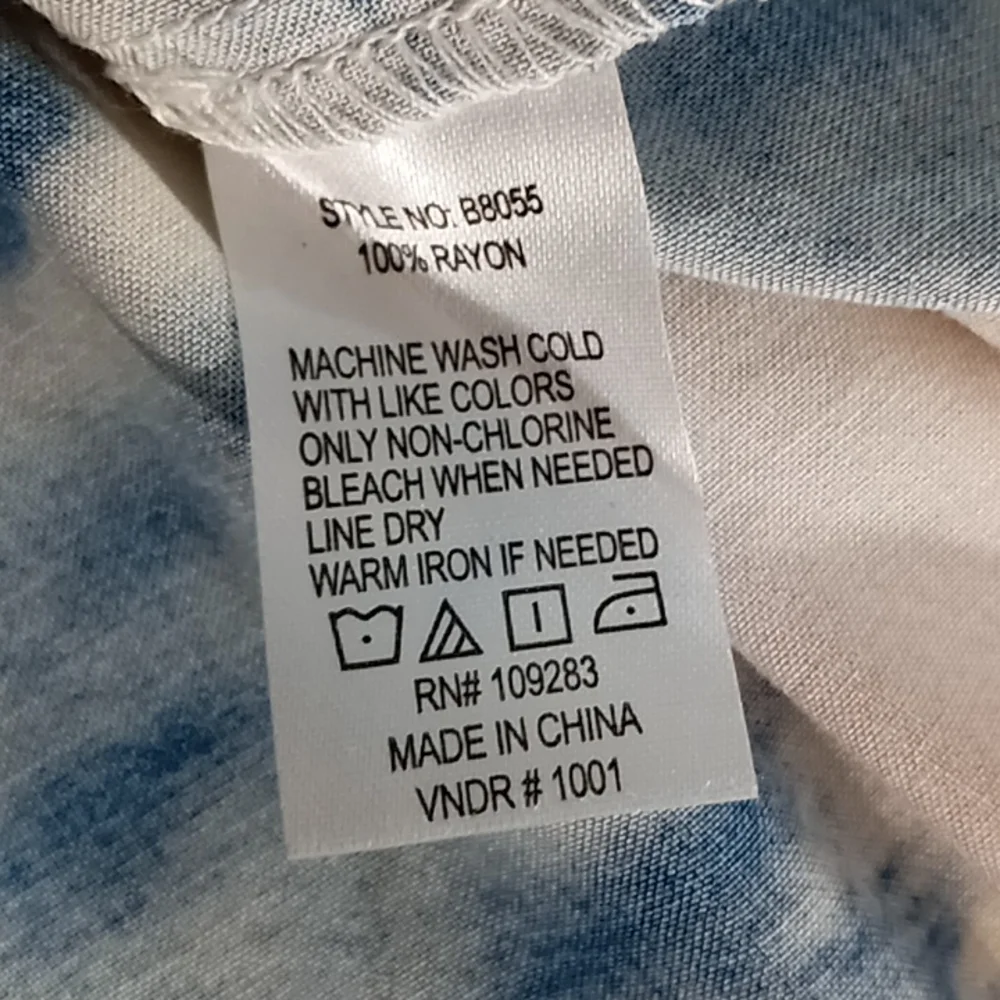 STYLE NO: B8055
100% RAYON
MACHINE WASH COLD
WITH LIKE COLORS
ONLY NON-CHLORINE
BLEACH WHEN NEEDED
LINE DRY
WARM IRON IF NEEDED
RN# 109283
MADE IN CHINA
VNDR # 1001